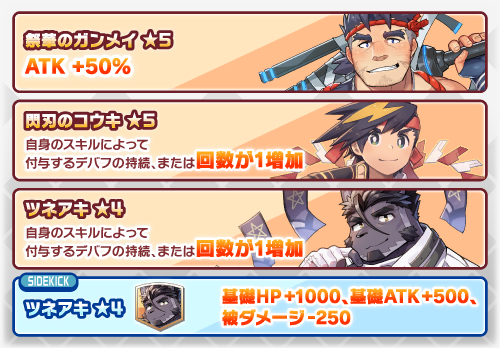 祭華のガンメイ ★5
ATK +50%
閃刃のコウキ ★5
自身のスキルによって
付与するデバフの持続、または回数が1増加
ツネアキ ★4
自身のスキルによって
付与するデバフの持続、または回数が1増加
SIDEKICK
ツネアキ ★4
基礎HP+1000、基礎ATK+500、
被ダメージ-250